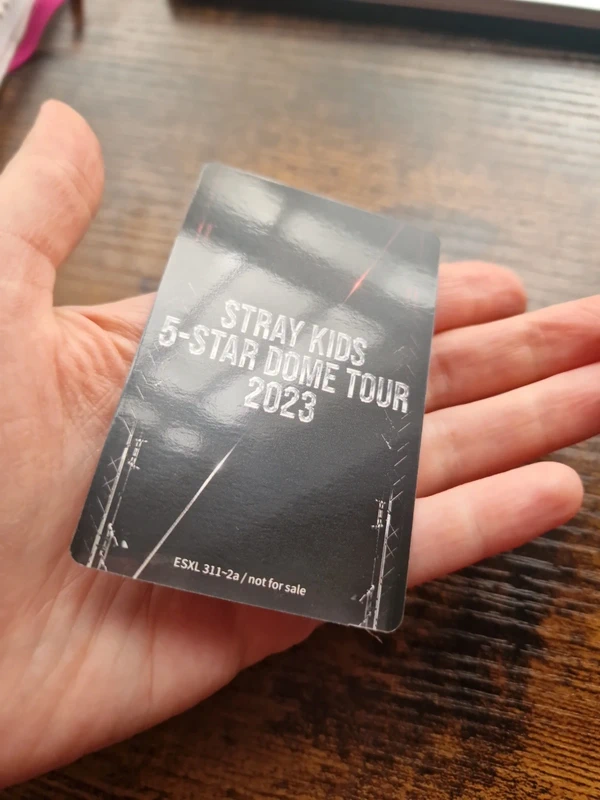 STRAY KIDS
5-STAR DOME TOUR
2023
ESXL 311~2a / not for sale